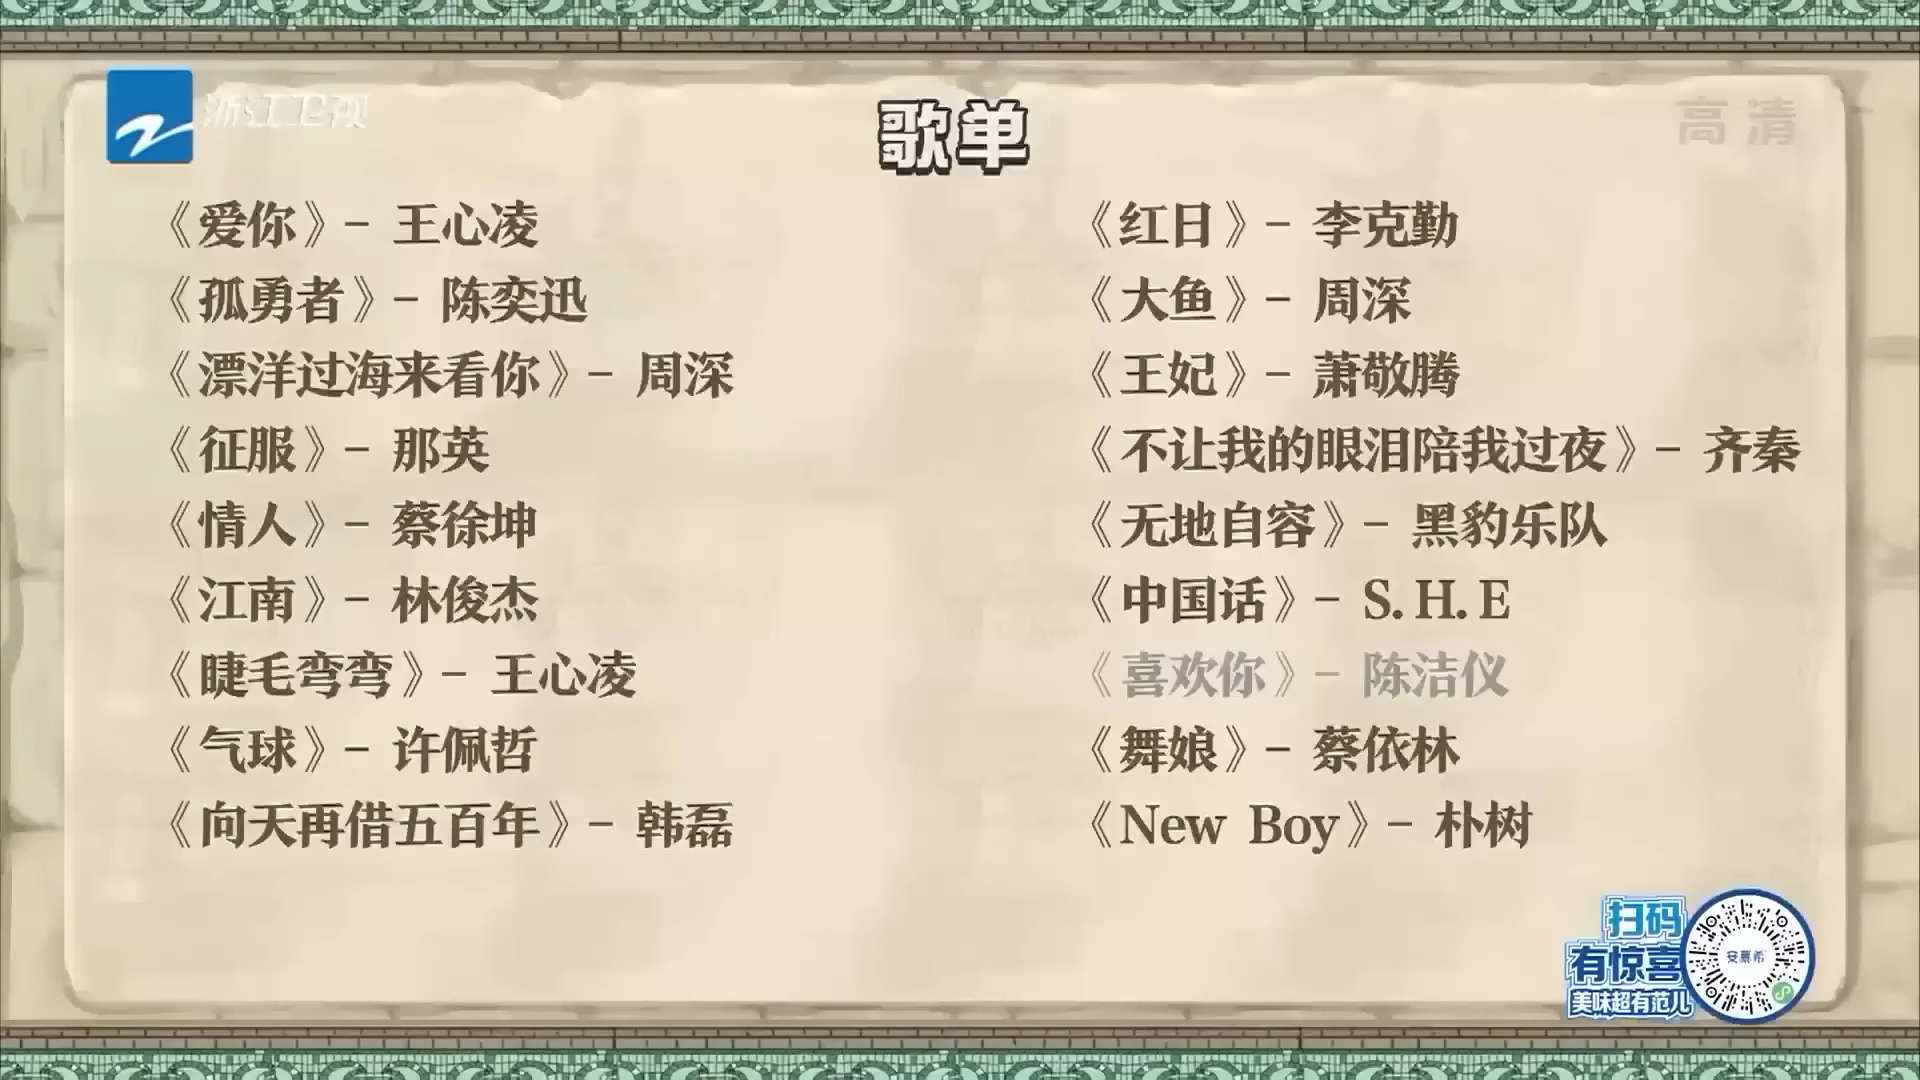 浙江卫视
高清
歌单
《爱你》- 王心凌
《孤勇者》- 陈奕迅
《漂洋过海来看你》- 周深
《征服》- 那英
《情人》- 蔡徐坤
《江南》- 林俊杰
《睫毛弯弯》- 王心凌
《气球》- 许佩哲
《向天再借五百年》- 韩磊
《红日》- 李克勤
《大鱼》- 周深
《王妃》- 萧敬腾
《不让我的眼泪陪我过夜》- 齐秦
《无地自容》- 黑豹乐队
《中国话》- S.H.E
《喜欢你》- 陈洁仪
《舞娘》- 蔡依林
《New Boy》- 朴树
扫码
有惊喜
美味超有范儿
安慕希